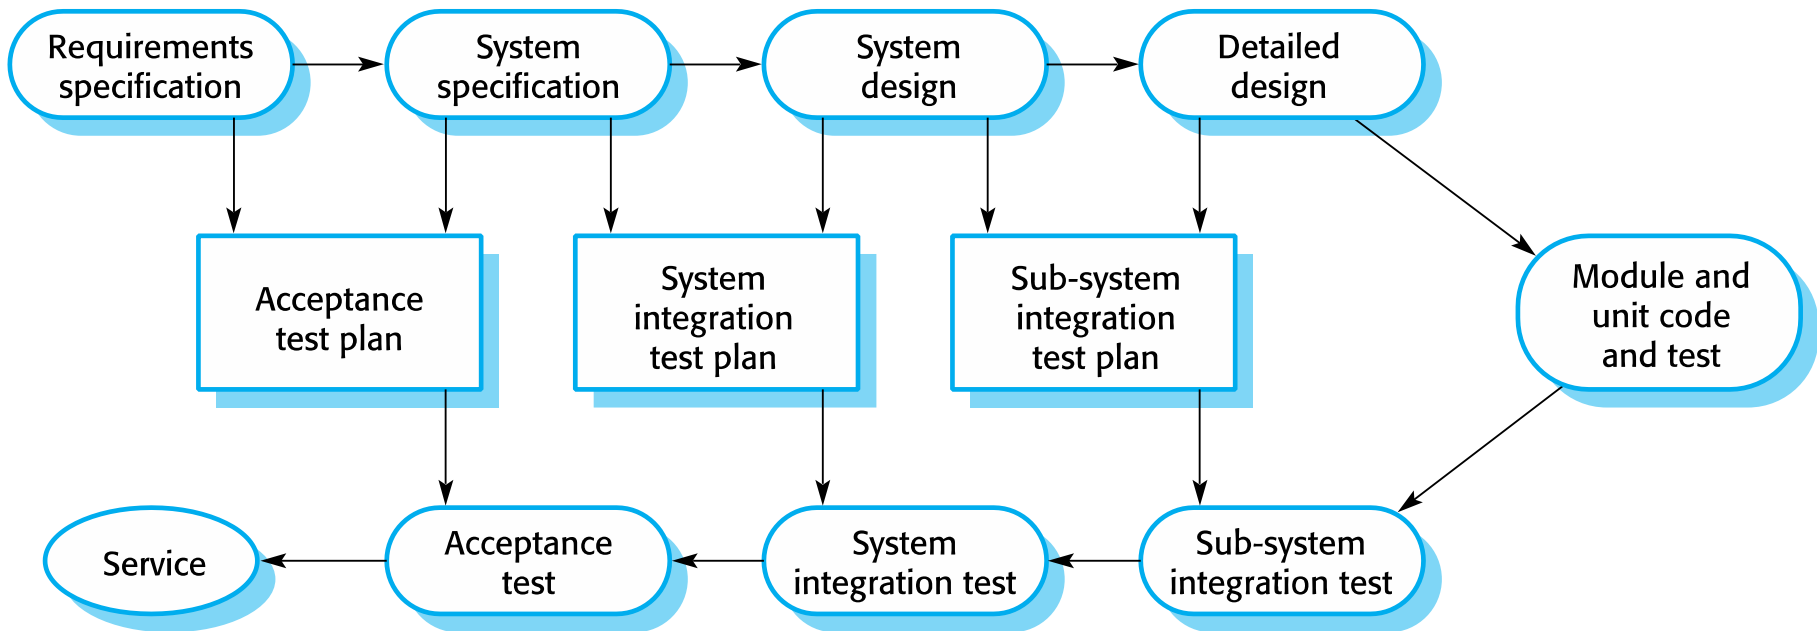 Requirements
specification
System
specification
System
design
Detailed
design
Acceptance
test plan
System
integration
test plan
Sub-system
integration
test plan
Module and
unit code
and test
Service
Acceptance
test
System
integration test
Sub-system
integration test